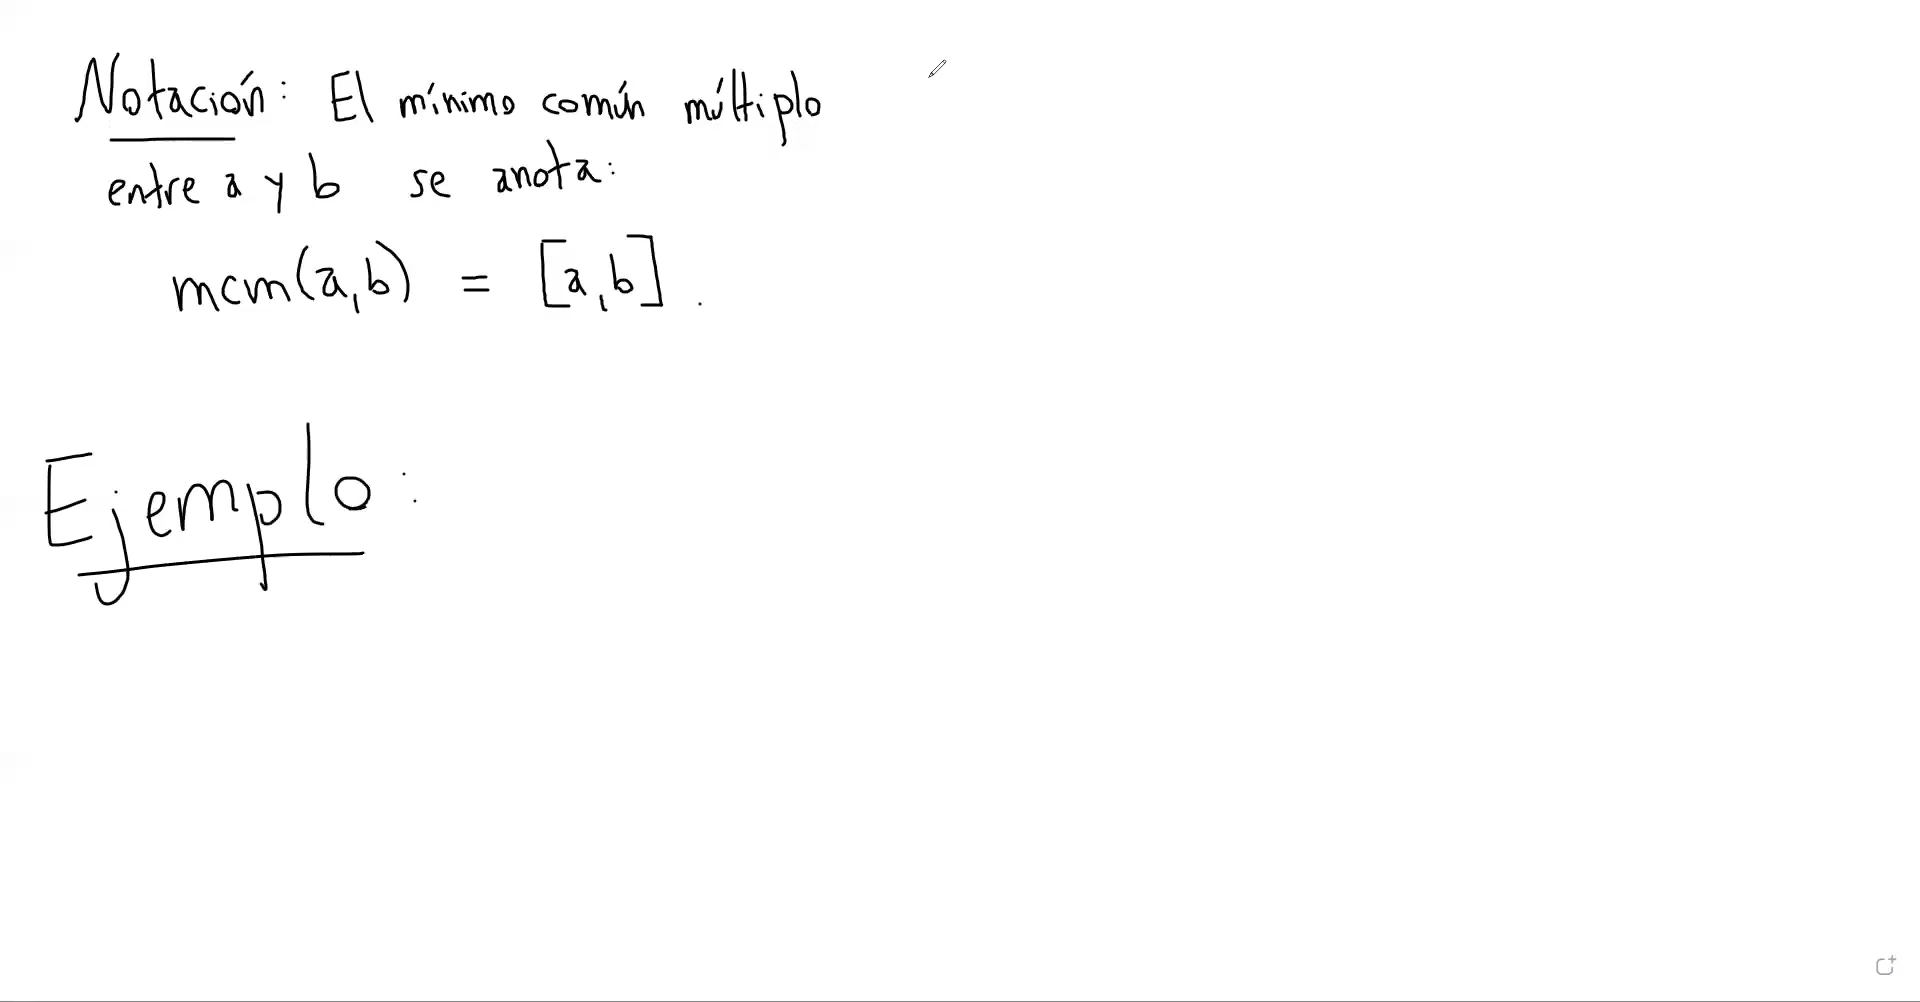 Notación: El mínimo común múltiplo
entre a y b se anota:
mcm(a,b) = [a,b].
Ejemplo: